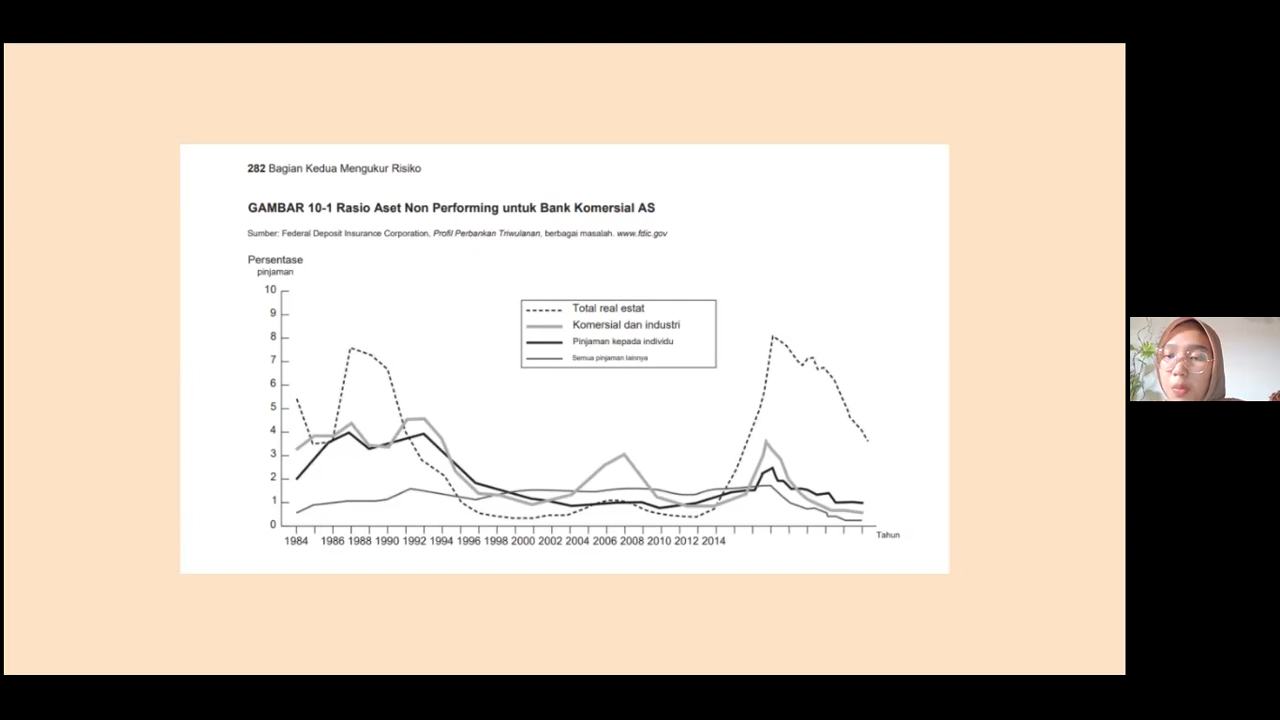 282 Bagian Kedua Mengukur Risiko
GAMBAR 10-1 Rasio Aset Non Performing untuk Bank Komersial AS
Sumber: Federal Deposit Insurance Corporation, Profil Perbankan Triwulanan, berbagai masalah. www.fdic.gov
Persentase
pinjaman
10
9
8
7
6
5
4
3
2
1
0
Total real estat
Komersial dan industri
Pinjaman kepada individu
Semua pinjaman lainnya
1984 1986 1988 1990 1992 1994 1996 1998 2000 2002 2004 2006 2008 2010 2012 2014
Tahun